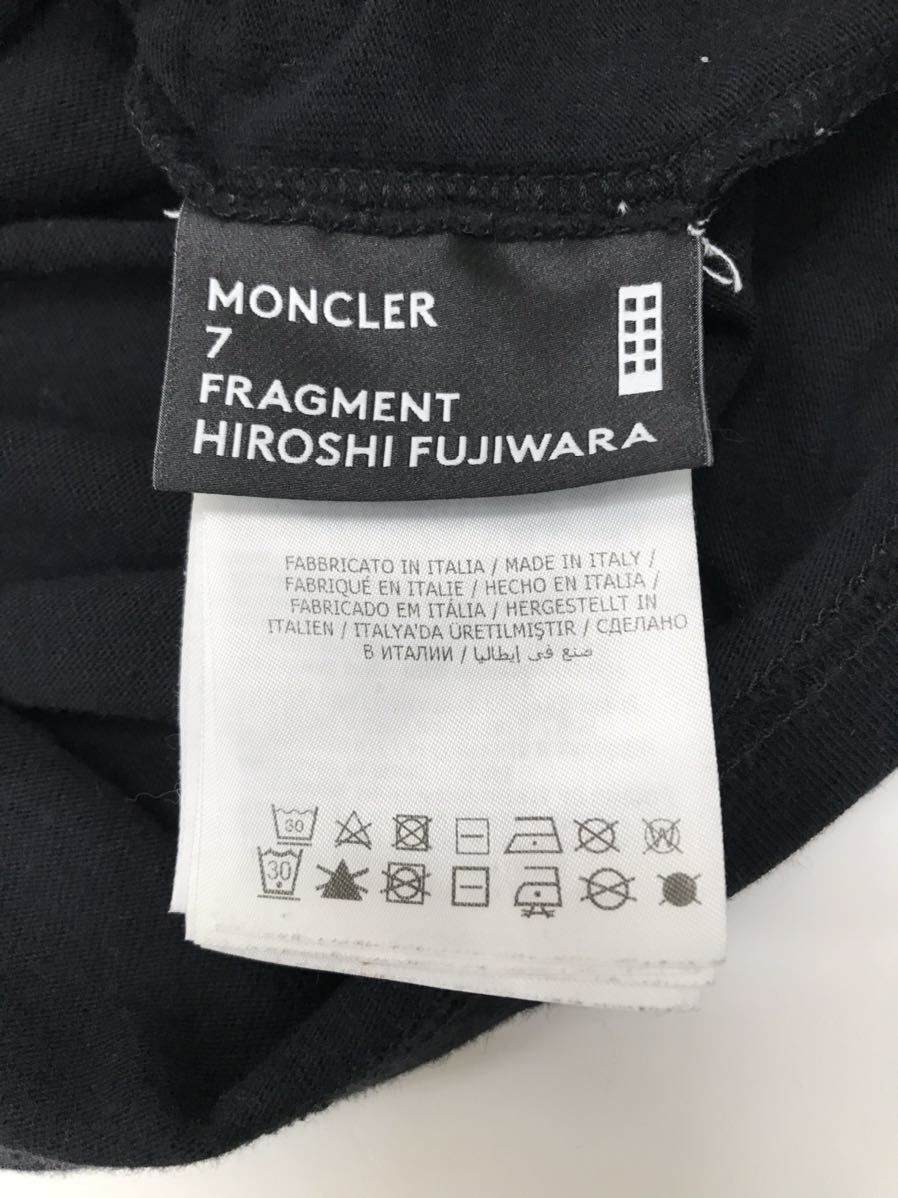 MONCLER
7
FRAGMENT
HIROSHI FUJIWARA
FABBRICATO IN ITALIA / MADE IN ITALY /
FABRIQUÉ EN ITALIE / HECHO EN ITALIA /
FABRICADO EM ITÁLIA / HERGESTELLT IN
ITALIEN / ITALYA'DA ÜRETILMIŞTIR / СДЕЛАНО
В ИТАЛИИ / صنع في إيطاليا
30
W
30